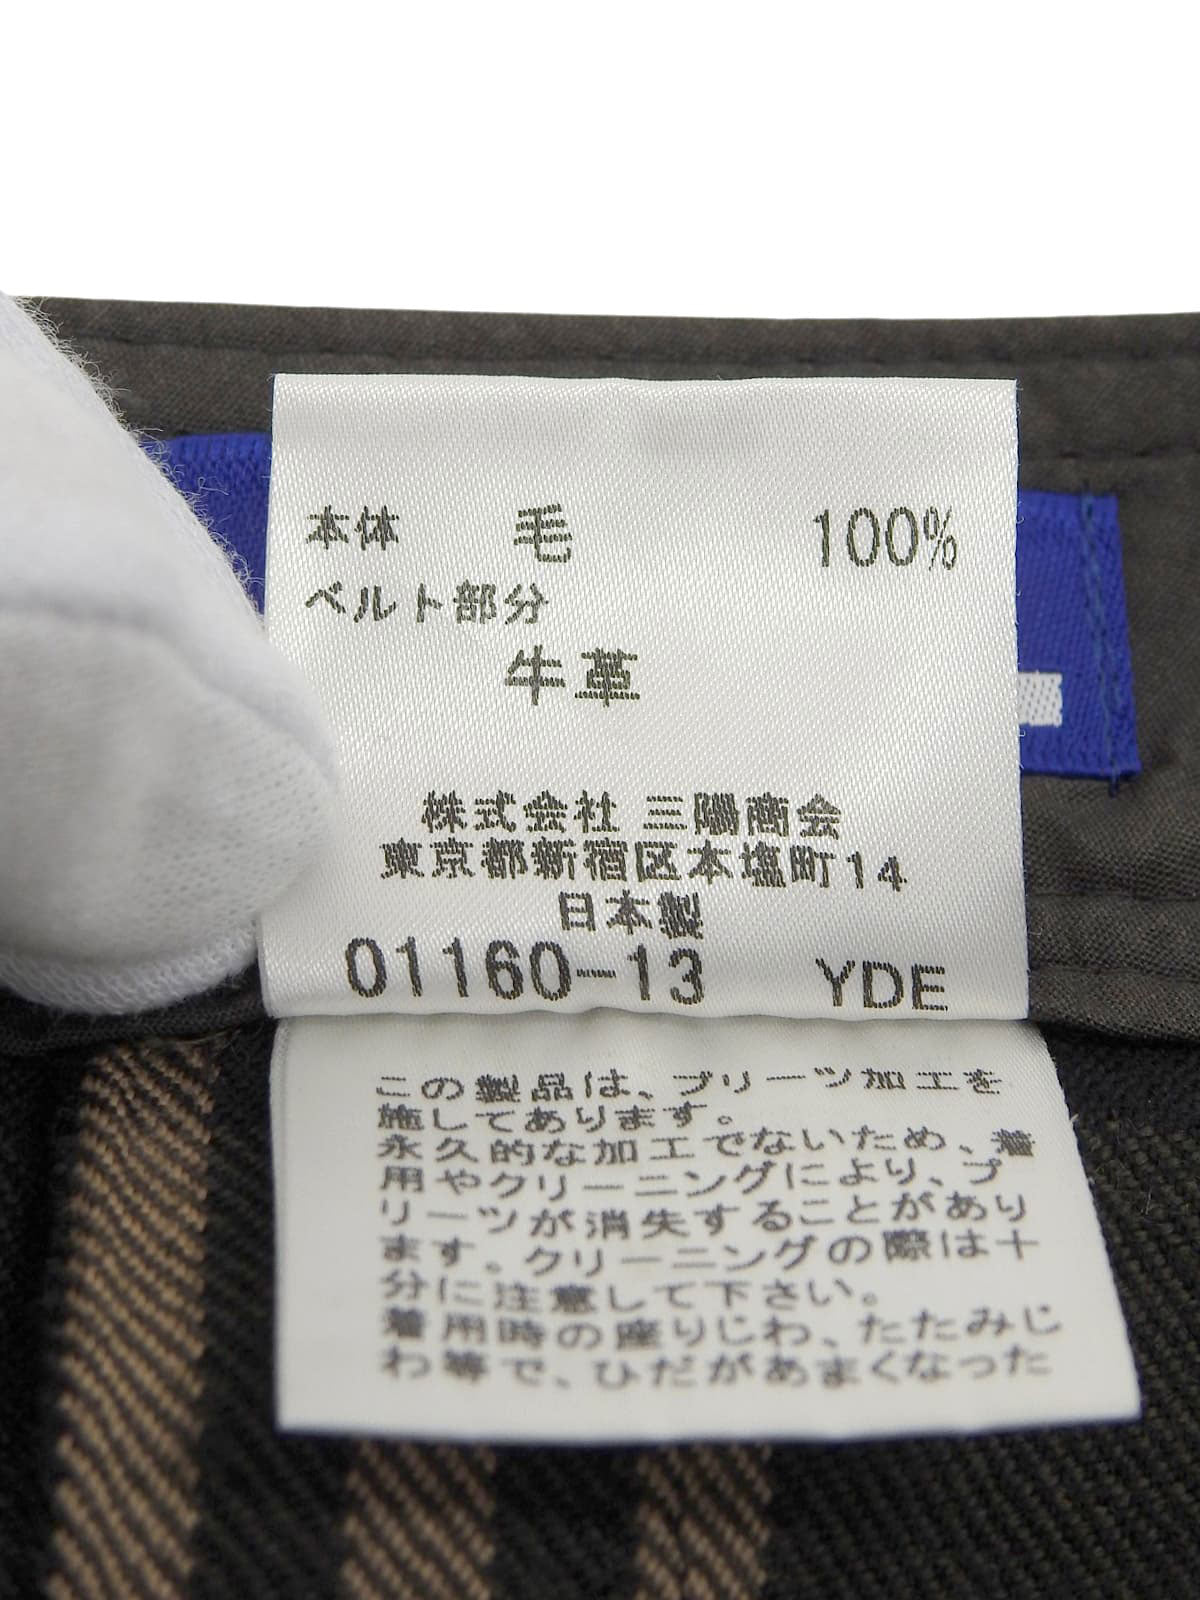 本体 毛 100%
ベルト部分
牛革
株式会社 三陽商会
東京都新宿区本塩町14
日本製
01160-13 YDE
この製品は、プリーツ加工を
施してあります。
永久的な加工でないため、着
用やクリーニングにより、プ
リーツが消失することがあり
ます。クリーニングの際は十
分に注意して下さい。
着用時の座りじわ、たたみじ
わ等で、ひだがあまくなった